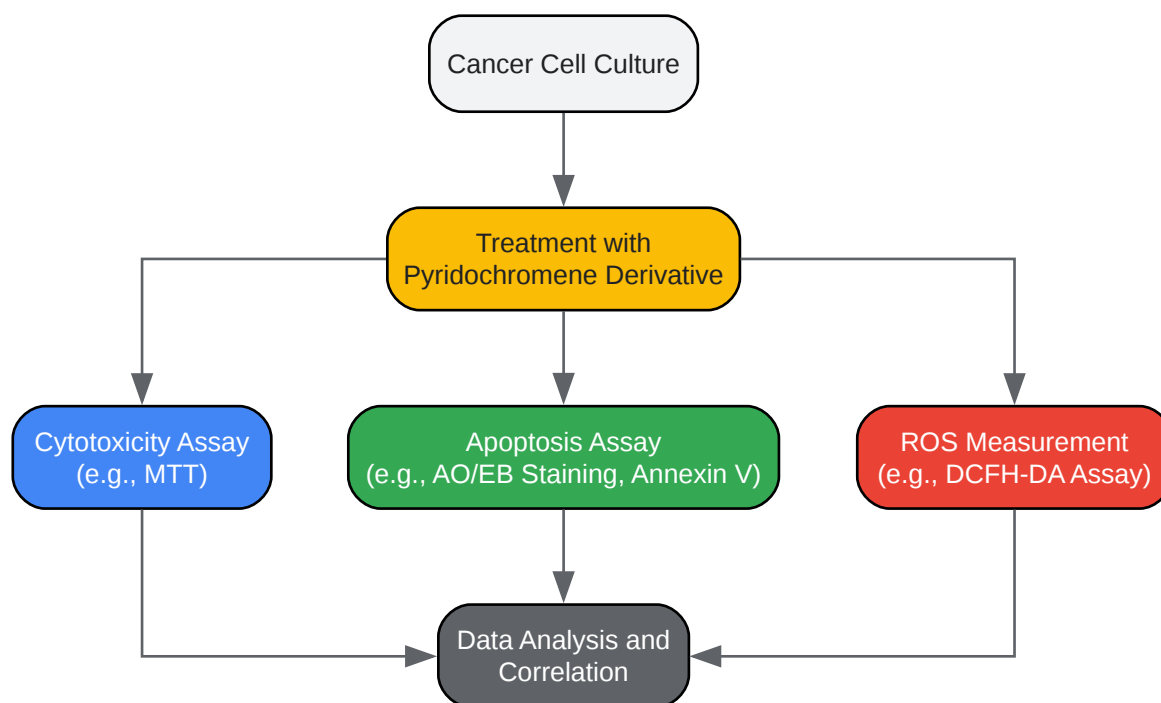 Cancer Cell Culture
Treatment with
Pyridochromene Derivative
Cytotoxicity Assay
(e.g., MTT)
Apoptosis Assay
(e.g., AO/EB Staining, Annexin V)
ROS Measurement
(e.g., DCFH-DA Assay)
Data Analysis and
Correlation